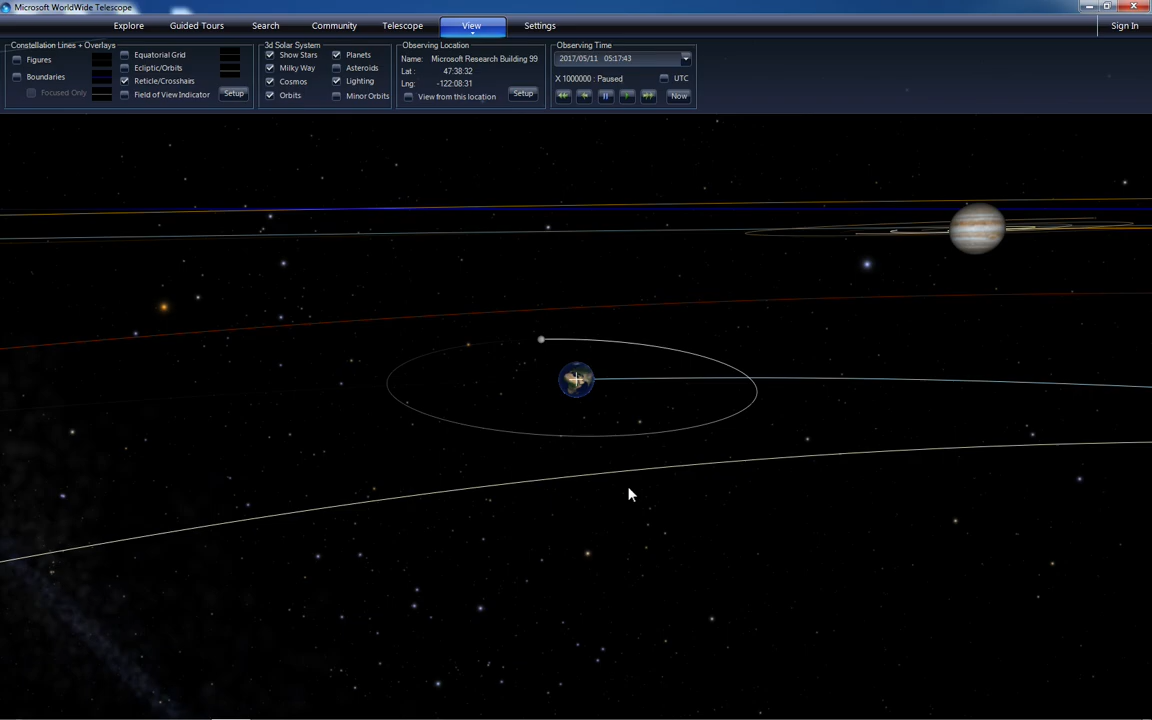 Microsoft WorldWide Telescope
Explore Guided Tours Search Community Telescope View Settings Sign In
Constellation Lines + Overlays
Figures
Boundaries
Focused Only
Equatorial Grid
Ecliptic/Orbits
Reticle/Crosshairs
Field of View Indicator
Setup
3d Solar System
Show Stars
Milky Way
Cosmos
Orbits
Planets
Asteroids
Lighting
Minor Orbits
Observing Location
Name: Microsoft Research Building 99
Lat : 47:38:32
Lng: -122:08:31
View from this location
Setup
Observing Time
2017/05/11 05:17:43
X 1000000 : Paused
UTC
Now